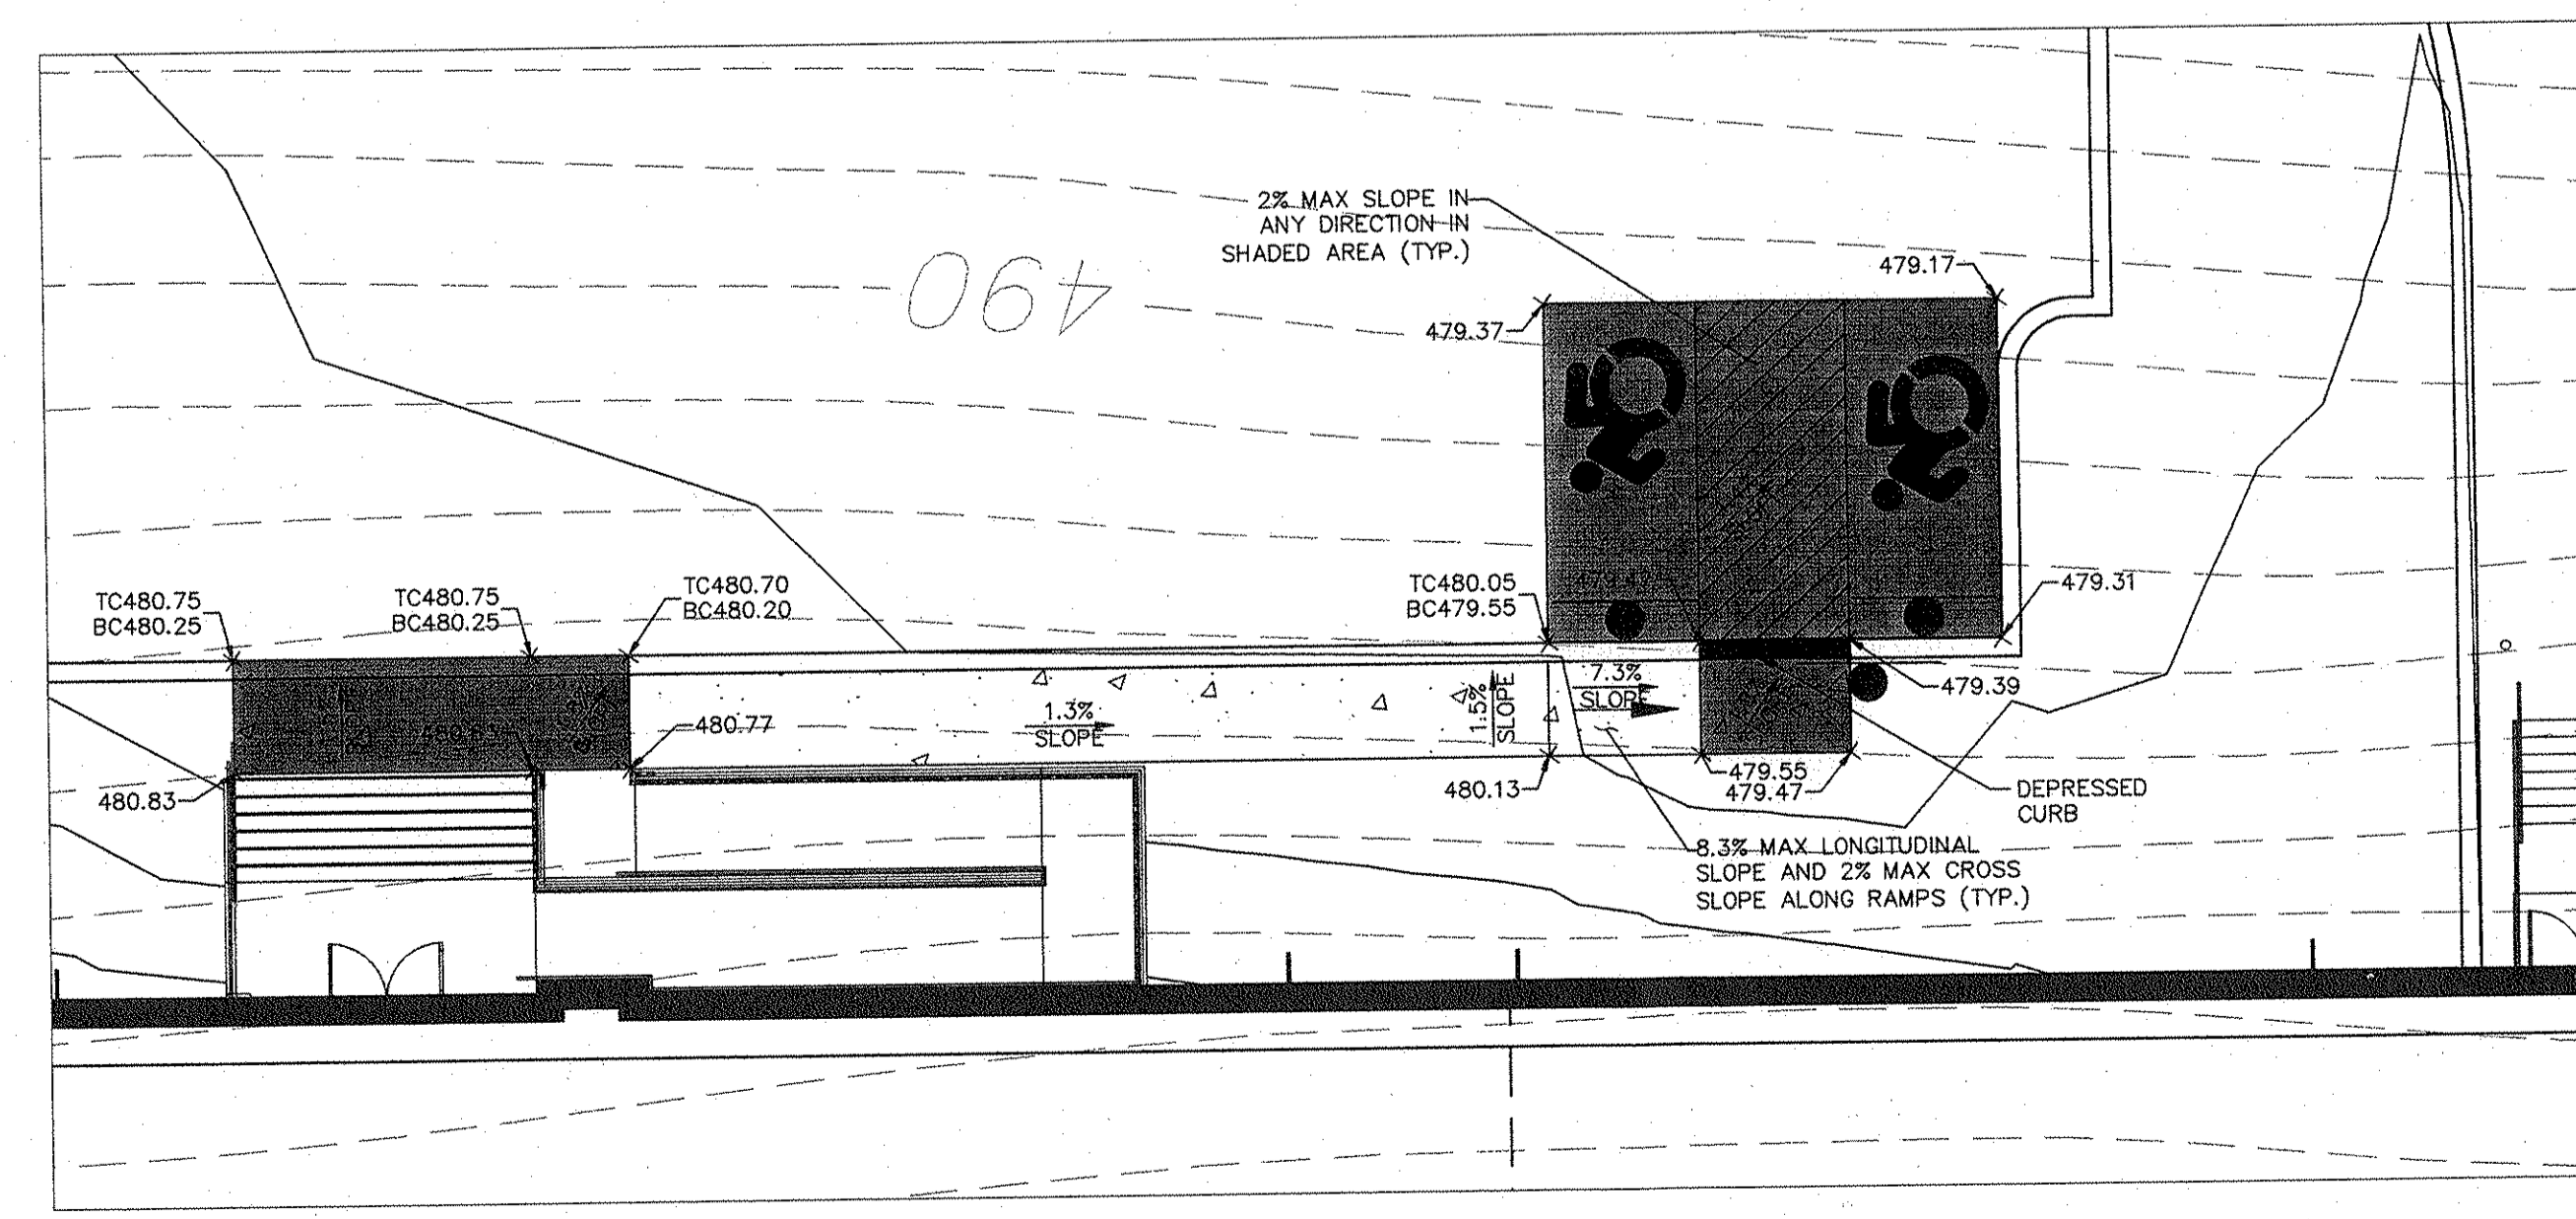 2% MAX SLOPE IN
ANY DIRECTION IN
SHADED AREA (TYP.)
490
479.17
479.37
TC480.75
BC480.25
TC480.75
BC480.25
TC480.70
BC480.20
TC480.05
BC479.55
479.31
480.77
1.3%
SLOPE
1.5%
SLOPE
7.3%
SLOPE
479.39
480.83
480.13
479.55
479.47
DEPRESSED
CURB
8.3% MAX LONGITUDINAL
SLOPE AND 2% MAX CROSS
SLOPE ALONG RAMPS (TYP.)